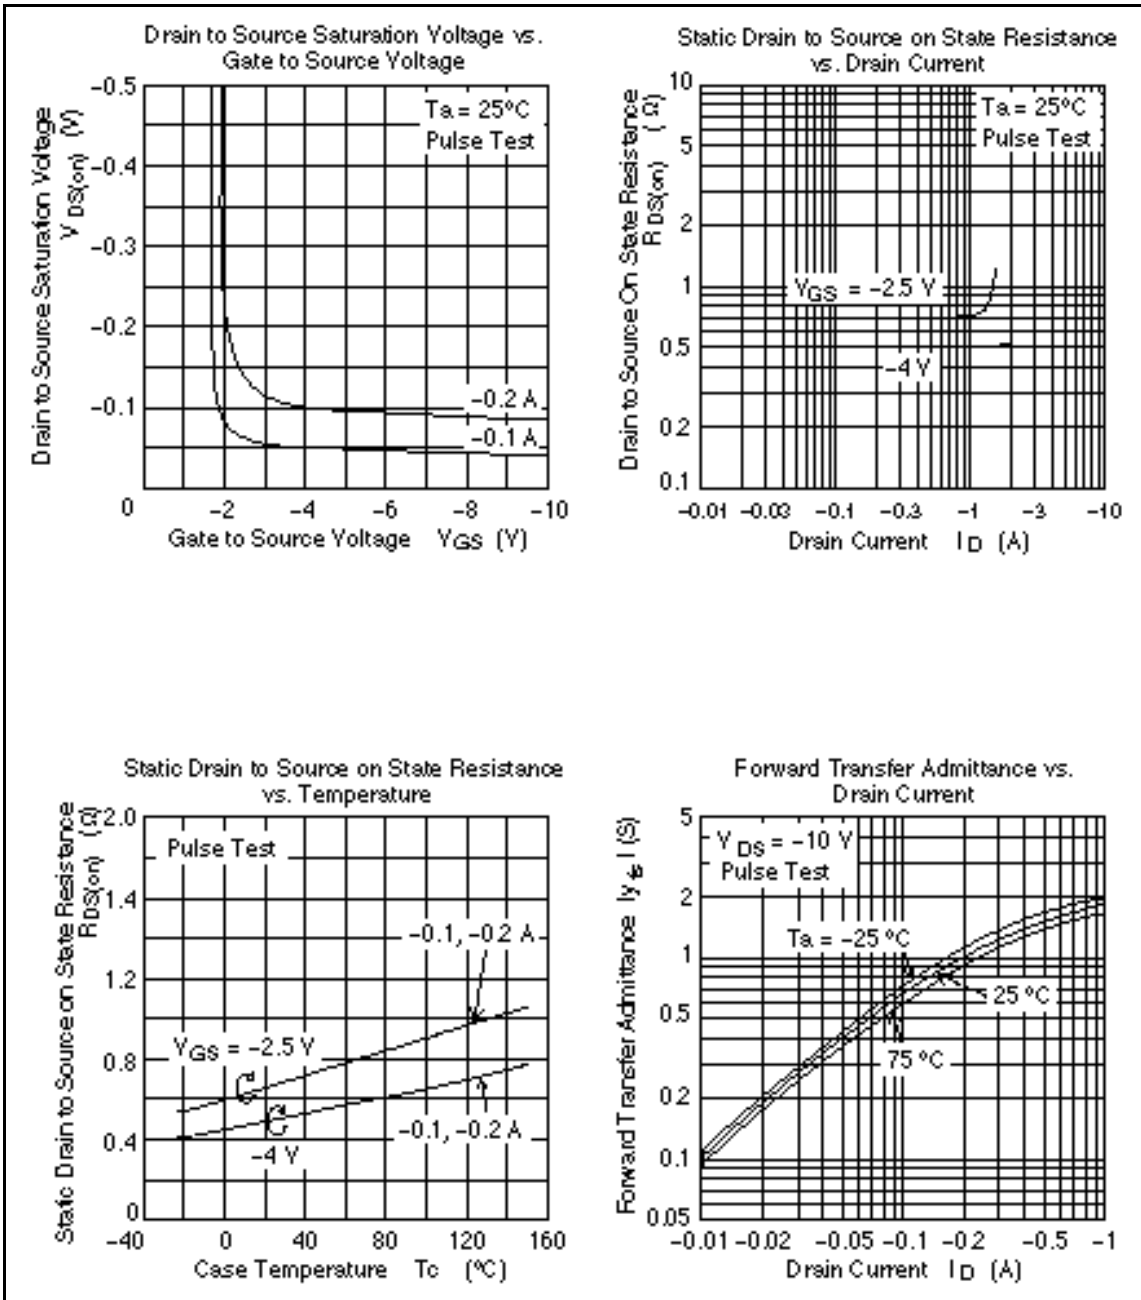 Drain to Source Saturation Voltage vs.
Gate to Source Voltage
Drain to Source Saturation Voltage
V DS(on) (V)
−0.5
−0.4
−0.3
−0.2
−0.1
0
Ta = 25°C
Pulse Test
−0.2 A
−0.1 A
−2 −4 −6 −8 −10
Gate to Source Voltage VGS (V)
Static Drain to Source on State Resistance
vs. Drain Current
Drain to Source On State Resistance
R DS(on) ( Ω)
10
5
2
1
0.5
0.2
0.1
Ta = 25°C
Pulse Test
VGS = −2.5 V
−4 V
−0.01 −0.03 −0.1 −0.3 −1 −3 −10
Drain Current I D (A)
Static Drain to Source on State Resistance
vs. Temperature
Static Drain to Source on State Resistance
RDS(on) (Ω)
2.0
1.4
1.2
0.8
0.4
0
Pulse Test
−0.1, −0.2 A
VGS = −2.5 V
−4 V
−0.1, −0.2 A
−40 0 40 80 120 160
Case Temperature Tc (°C)
Forward Transfer Admittance vs.
Drain Current
Forward Transfer Admittance |y fs | (S)
5
2
1
0.5
0.2
0.1
0.05
V DS = −10 V
Pulse Test
Ta = −25 °C
25 °C
75 °C
−0.01 −0.02 −0.05 −0.1 −0.2 −0.5 −1
Drain Current I D (A)